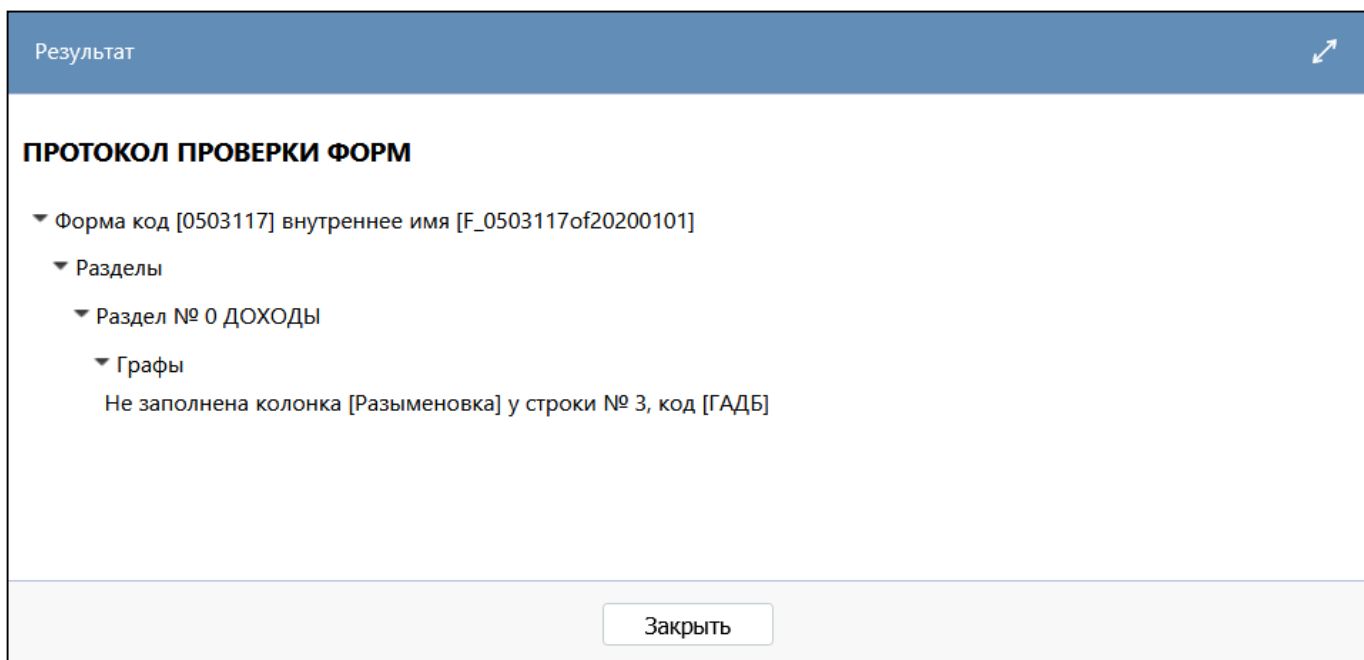 Результат
ПРОТОКОЛ ПРОВЕРКИ ФОРМ
Форма код [0503117] внутреннее имя [F_0503117of20200101]
Разделы
Раздел № 0 ДОХОДЫ
Графы
Не заполнена колонка [Разыменовка] у строки № 3, код [ГАДБ]
Закрыть